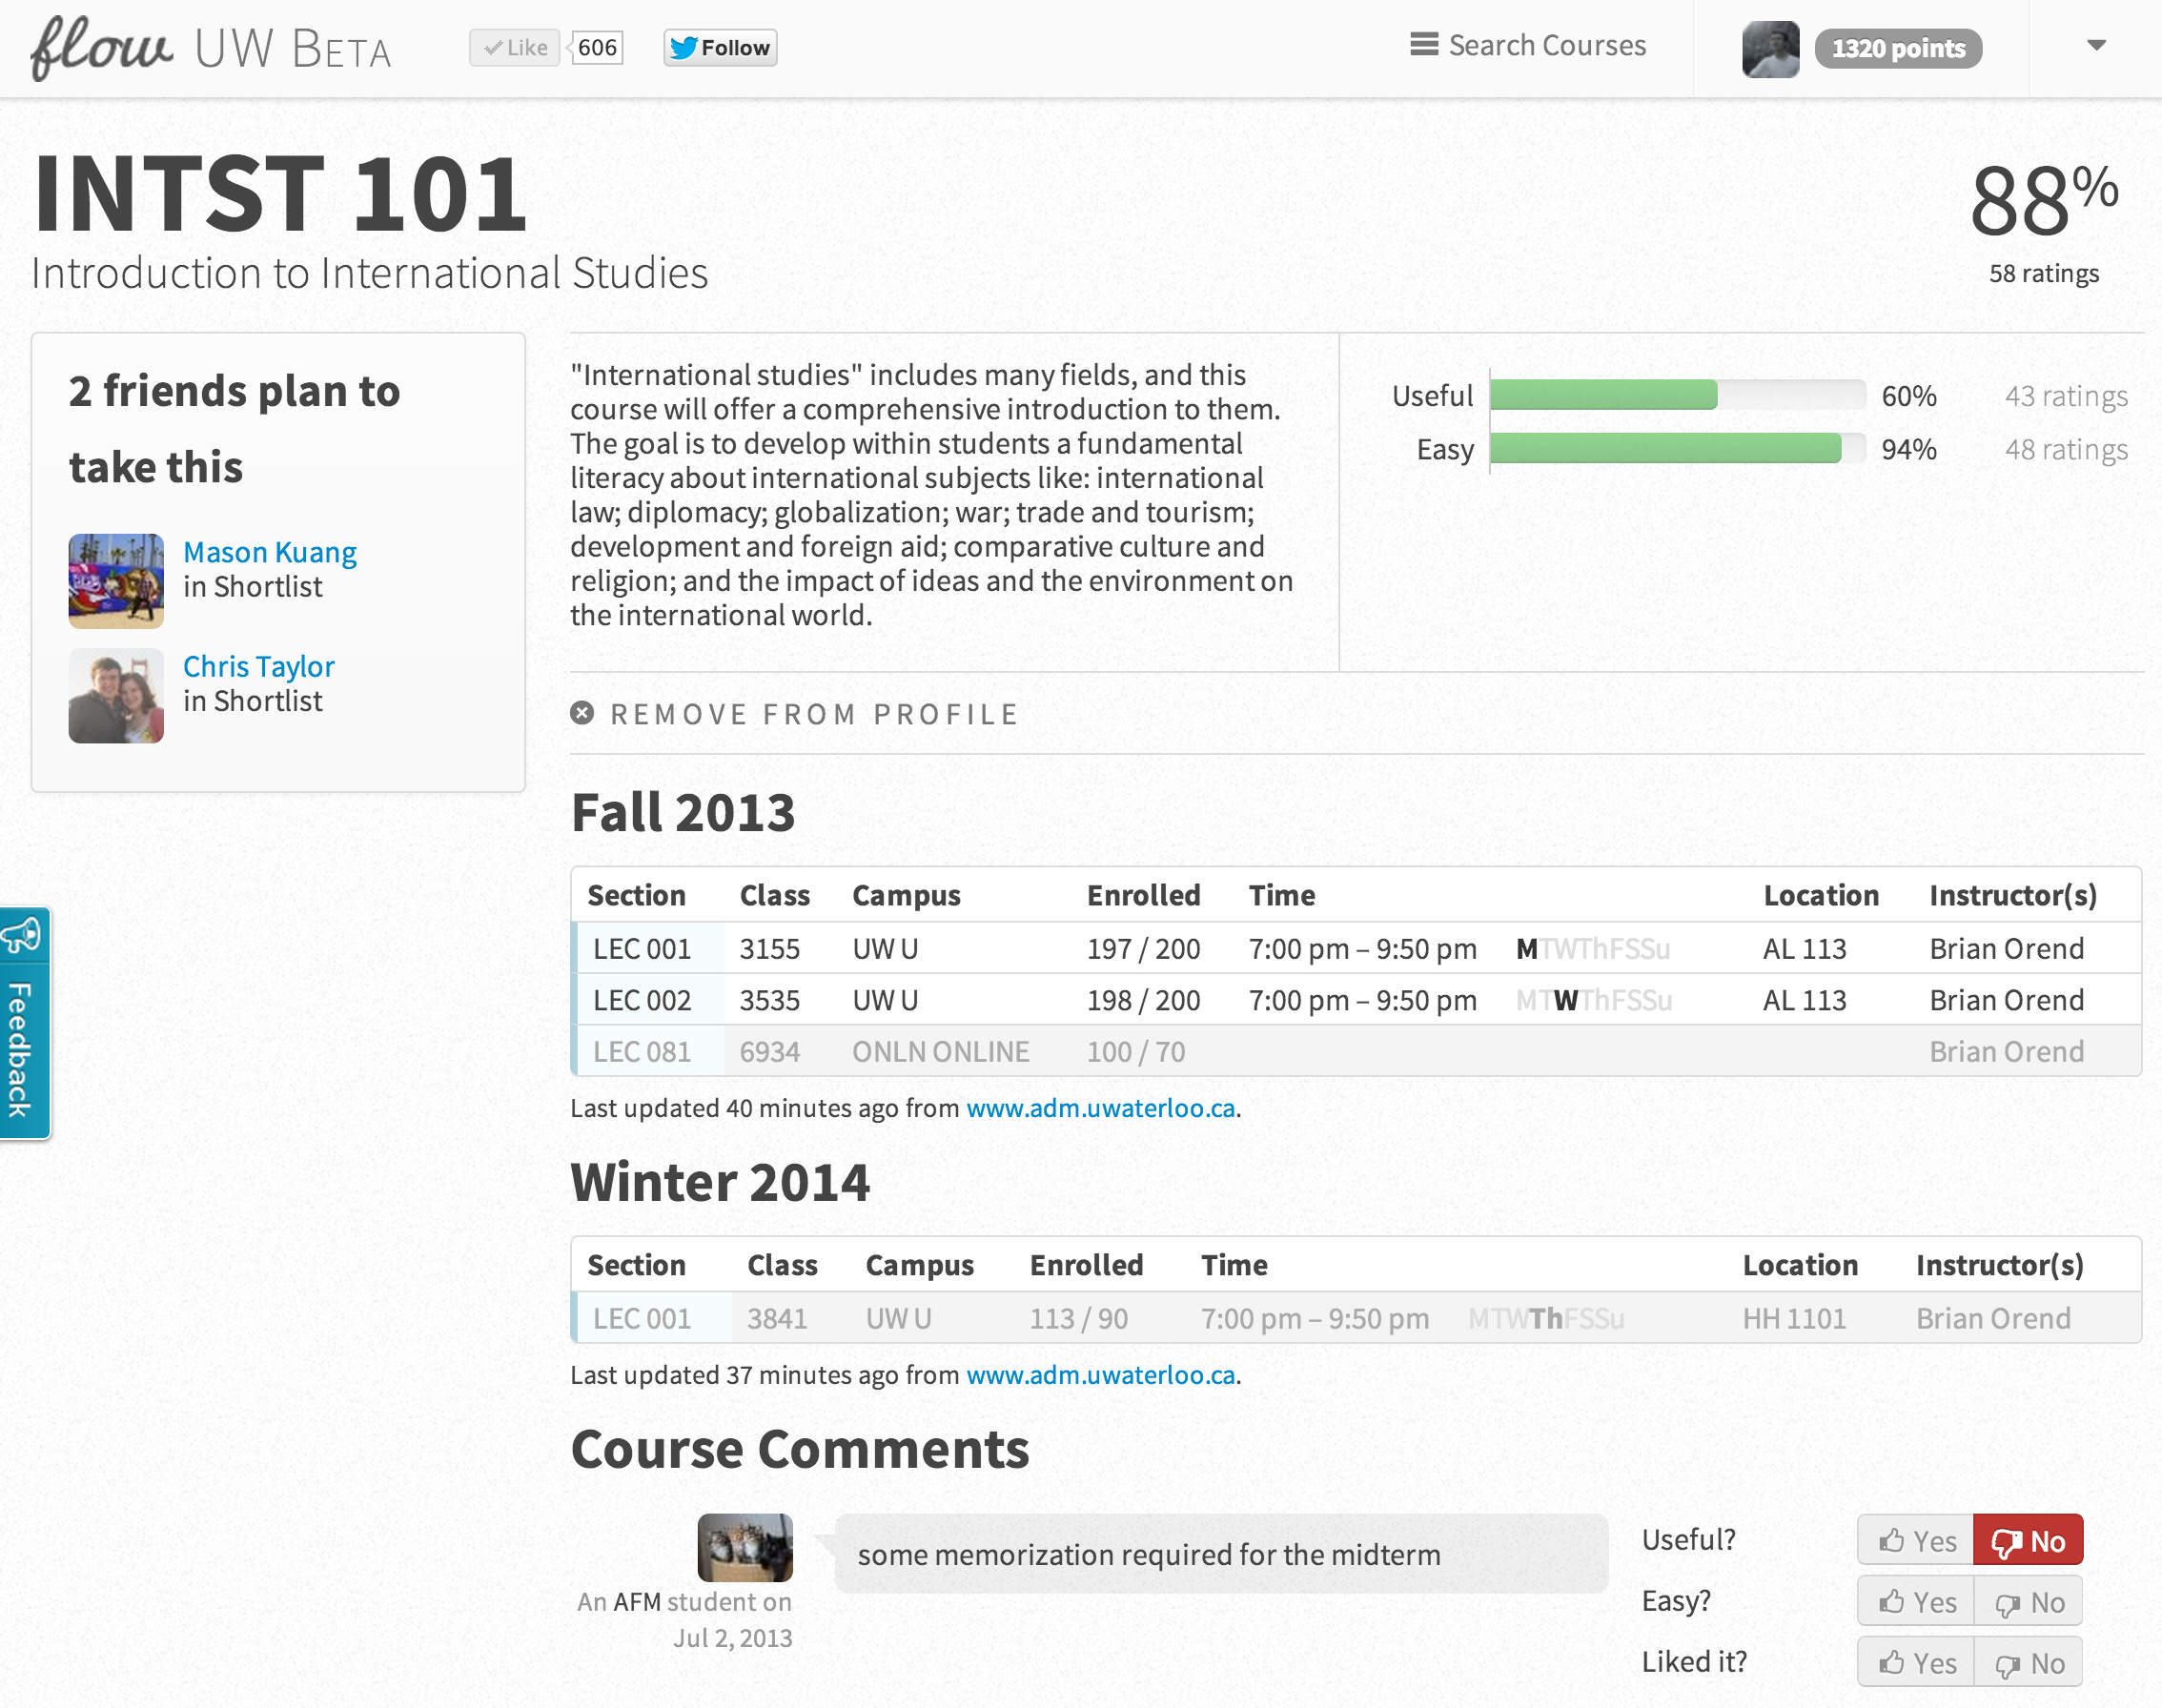 flow UW BETA
Like 606
Follow
Search Courses
1320 points
INTST 101
Introduction to International Studies
88%
58 ratings
2 friends plan to
take this
Mason Kuang
in Shortlist
Chris Taylor
in Shortlist
"International studies" includes many fields, and this
course will offer a comprehensive introduction to them.
The goal is to develop within students a fundamental
literacy about international subjects like: international
law; diplomacy; globalization; war; trade and tourism;
development and foreign aid; comparative culture and
religion; and the impact of ideas and the environment on
the international world.
Useful 60% 43 ratings
Easy 94% 48 ratings
REMOVE FROM PROFILE
Fall 2013
Section Class Campus Enrolled Time Location Instructor(s)
LEC 001 3155 UW U 197 / 200 7:00 pm – 9:50 pm MTWThFSSu AL 113 Brian Orend
LEC 002 3535 UW U 198 / 200 7:00 pm – 9:50 pm MTWThFSSu AL 113 Brian Orend
LEC 081 6934 ONLN ONLINE 100 / 70 Brian Orend
Last updated 40 minutes ago from www.adm.uwaterloo.ca.
Feedback
Winter 2014
Section Class Campus Enrolled Time Location Instructor(s)
LEC 001 3841 UW U 113 / 90 7:00 pm – 9:50 pm MTWThFSSu HH 1101 Brian Orend
Last updated 37 minutes ago from www.adm.uwaterloo.ca.
Course Comments
some memorization required for the midterm
An AFM student on
Jul 2, 2013
Useful? Yes No
Easy? Yes No
Liked it? Yes No